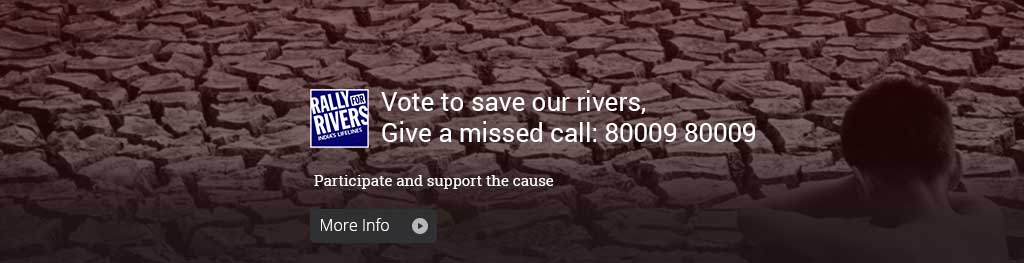 RALLY FOR
RIVERS
INDIA'S LIFELINES
Vote to save our rivers,
Give a missed call: 80009 80009
Participate and support the cause
More Info